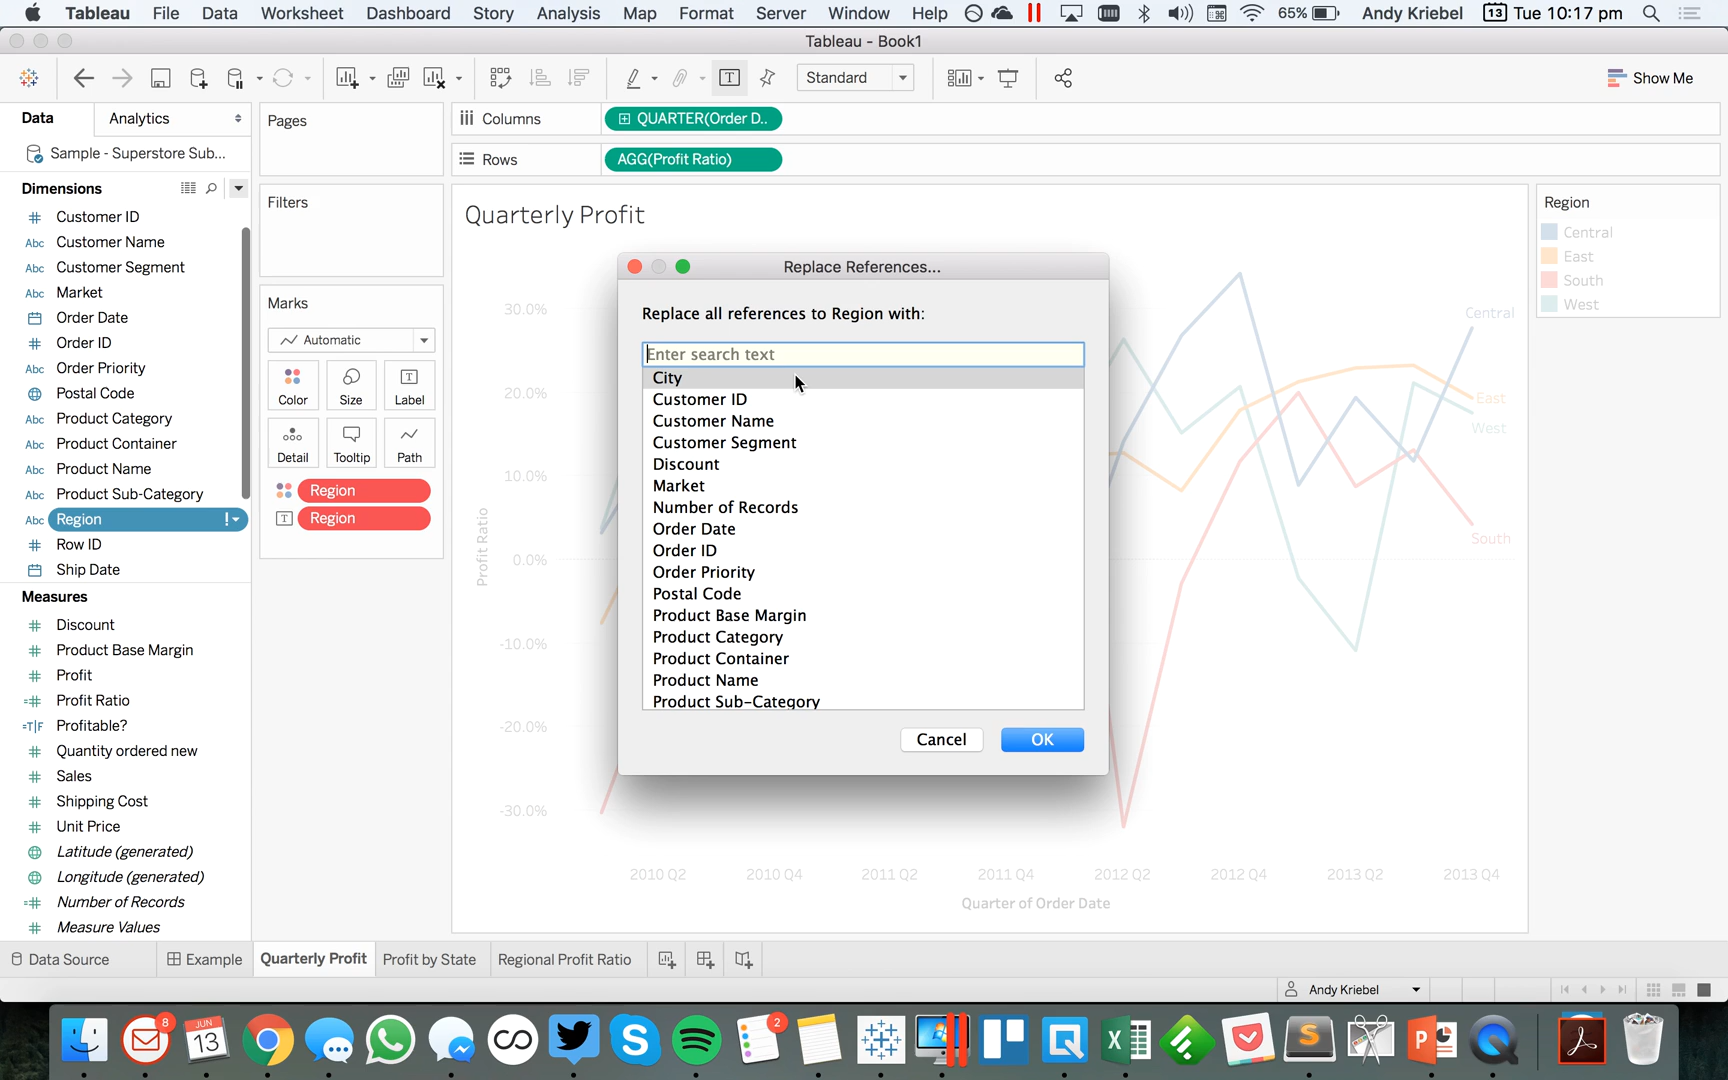 Tableau File Data Worksheet Dashboard Story Analysis Map Format Server Window Help 65% Andy Kriebel 13 Tue 10:17 pm
Tableau - Book1
Standard
Show Me
Data Analytics
Sample - Superstore Sub...
Dimensions
# Customer ID
Abc Customer Name
Abc Customer Segment
Abc Market
Order Date
# Order ID
Abc Order Priority
Postal Code
Abc Product Category
Abc Product Container
Abc Product Name
Abc Product Sub-Category
Abc Region !
# Row ID
Ship Date
Measures
# Discount
# Product Base Margin
# Profit
=# Profit Ratio
=T|F Profitable?
# Quantity ordered new
# Sales
# Shipping Cost
# Unit Price
Latitude (generated)
Longitude (generated)
=# Number of Records
# Measure Values
Pages
Filters
Marks
Automatic
Color Size Label
Detail Tooltip Path
Region
Region
Columns QUARTER(Order D..
Rows AGG(Profit Ratio)
Quarterly Profit
Profit Ratio
30.0%
20.0%
10.0%
0.0%
-10.0%
-20.0%
-30.0%
2010 Q2 2010 Q4 2011 Q2 2011 Q4 2012 Q2 2012 Q4 2013 Q2 2013 Q4
Quarter of Order Date
Central
East
West
South
Region
Central
East
South
West
Replace References...
Replace all references to Region with:
Enter search text
City
Customer ID
Customer Name
Customer Segment
Discount
Market
Number of Records
Order Date
Order ID
Order Priority
Postal Code
Product Base Margin
Product Category
Product Container
Product Name
Product Sub-Category
Cancel OK
Data Source Example Quarterly Profit Profit by State Regional Profit Ratio
Andy Kriebel
8
JUN
13
2
S
P
X